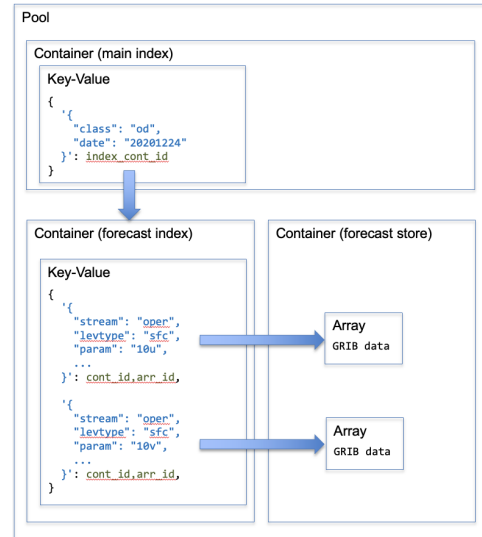 Pool
Container (main index)
Key-Value
{
'{
"class": "od",
"date": "20201224"
}': index_cont_id
}
Container (forecast index)
Key-Value
{
'{
"stream": "oper",
"levtype": "sfc",
"param": "10u",
...
}': cont_id,arr_id,
'{
"stream": "oper",
"levtype": "sfc",
"param": "10v",
...
}': cont_id,arr_id,
}
Container (forecast store)
Array
GRIB data
Array
GRIB data